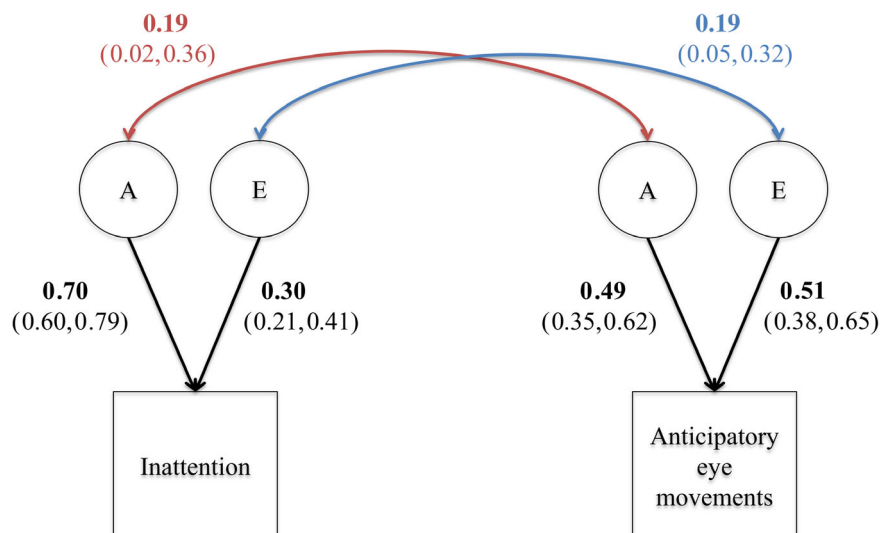 0.19
(0.02, 0.36)
0.19
(0.05, 0.32)
A
E
A
E
0.70
(0.60, 0.79)
0.30
(0.21, 0.41)
0.49
(0.35, 0.62)
0.51
(0.38, 0.65)
Inattention
Anticipatory
eye
movements